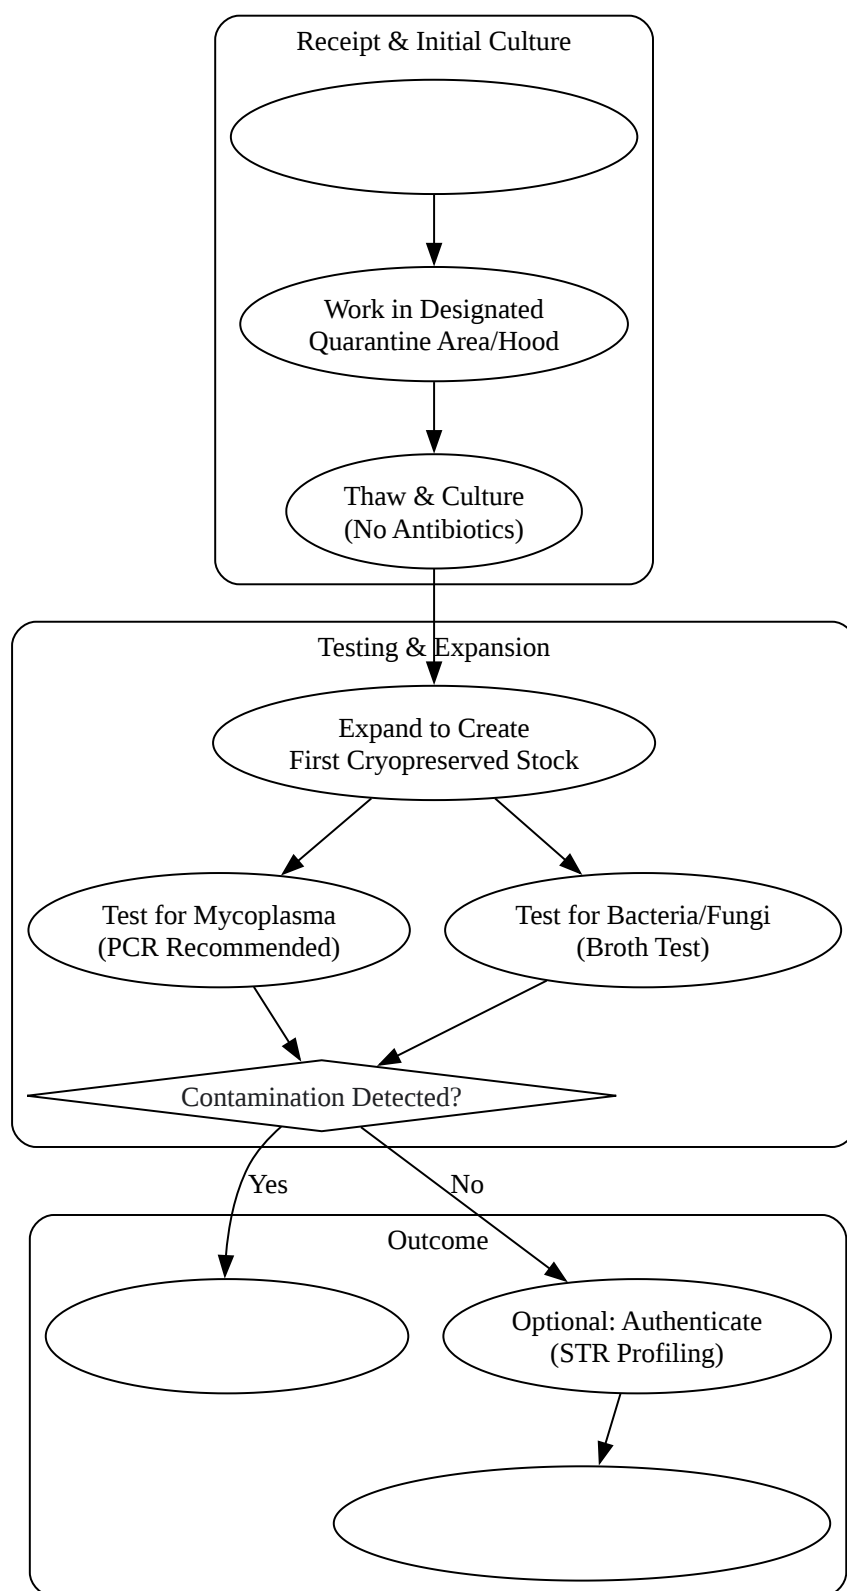 Receipt & Initial Culture
Work in Designated
Quarantine Area/Hood
Thaw & Culture
(No Antibiotics)
Testing & Expansion
Expand to Create
First Cryopreserved Stock
Test for Mycoplasma
(PCR Recommended)
Test for Bacteria/Fungi
(Broth Test)
Contamination Detected?
Yes
No
Outcome
Optional: Authenticate
(STR Profiling)